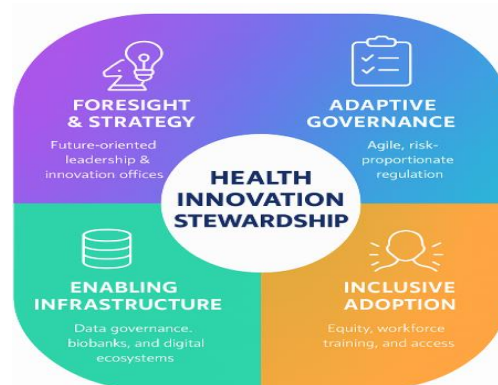 FORESIGHT
& STRATEGY
Future-oriented
leadership &
innovation offices
ADAPTIVE
GOVERNANCE
Agile, risk-
proportionate
regulation
HEALTH
INNOVATION
STEWARDSHIP
ENABLING
INFRASTRUCTURE
Data governance.
biobanks, and digital
ecosystems
INCLUSIVE
ADOPTION
Equity, workforce
training, and access